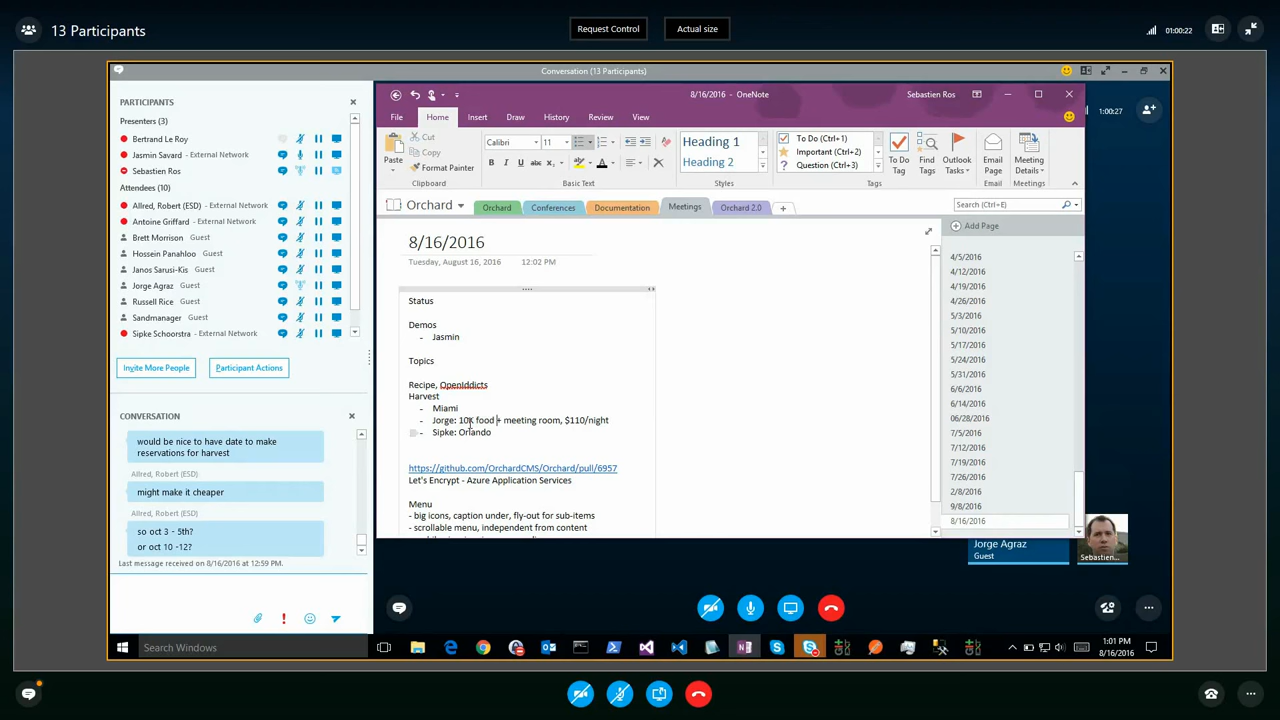 13 Participants
Request Control
Actual size
01:00:22
Conversation (13 Participants)
PARTICIPANTS
Presenters (3)
Bertrand Le Roy
Jasmin Savard - External Network
Sebastien Ros
Attendees (10)
Allred, Robert (ESD) - External Network
Antoine Griffard - External Network
Brett Morrison Guest
Hossein Panahloo Guest
Janos Sarusi-Kis Guest
Jorge Agraz Guest
Russell Rice Guest
Sandmanager Guest
Sipke Schoorstra - External Network
Invite More People
Participant Actions
CONVERSATION
would be nice to have date to make
reservations for harvest
Allred, Robert (ESD)
might make it cheaper
Allred, Robert (ESD)
so oct 3 - 5th?
or oct 10 -12?
Last message received on 8/16/2016 at 12:59 PM.
8/16/2016 - OneNote
Sebastien Ros
1:00:27
File Home Insert Draw History Review View
Paste
Cut
Copy
Format Painter
Clipboard
Calibri
11
B I U abc x₂
A
Basic Text
Heading 1
Heading 2
Styles
To Do (Ctrl+1)
Important (Ctrl+2)
Question (Ctrl+3)
Tags
To Do
Tag
Find
Tags
Outlook
Tasks
Email
Page
Email
Meeting
Details
Meetings
Orchard
Orchard
Conferences
Documentation
Meetings
Orchard 2.0
Search (Ctrl+E)
8/16/2016
Tuesday, August 16, 2016 12:02 PM
Status
Demos
- Jasmin
Topics
Recipe, OpenIddicts
Harvest
- Miami
- Jorge: 10K food + meeting room, $110/night
- Sipke: Orlando
https://github.com/OrchardCMS/Orchard/pull/6957
Let's Encrypt - Azure Application Services
Menu
- big icons, caption under, fly-out for sub-items
- scrollable menu, independent from content
Add Page
4/5/2016
4/12/2016
4/19/2016
4/26/2016
5/3/2016
5/10/2016
5/17/2016
5/24/2016
5/31/2016
6/6/2016
6/14/2016
06/28/2016
7/5/2016
7/12/2016
7/19/2016
7/26/2016
2/8/2016
9/8/2016
8/16/2016
Jorge Agraz
Guest
Sebastien...
Search Windows
1:01 PM
8/16/2016